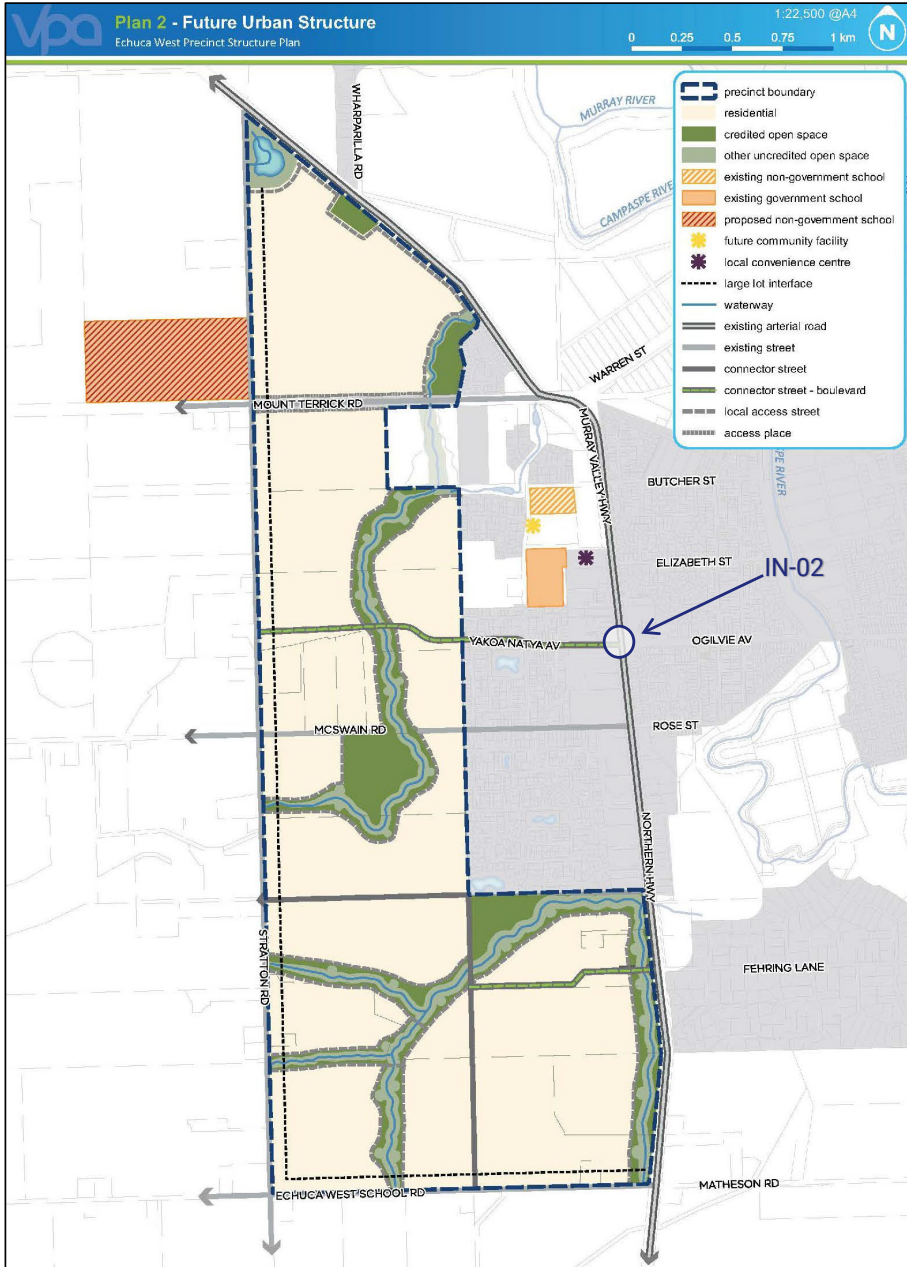 vpa
Plan 2 - Future Urban Structure
Echuca West Precinct Structure Plan
1:22,500 @A4
0 0.25 0.5 0.75 1 km
N
precinct boundary
residential
credited open space
other uncredited open space
existing non-government school
existing government school
proposed non-government school
future community facility
local convenience centre
large lot interface
waterway
existing arterial road
existing street
connector street
connector street - boulevard
local access street
access place
WHARPARILLA RD
MURRAY RIVER
CAMPASPE RIVE
WARREN ST
MOUNT TERRICK RD
MURRAY VALLEY HWY
PE RIVER
BUTCHER ST
ELIZABETH ST
IN-02
YAKOA NATYA AV
OGILVIE AV
MCSWAIN RD
ROSE ST
NORTHERN HWY
STRATTON RD
FEHRING LANE
ECHUCA WEST SCHOOL RD
MATHESON RD